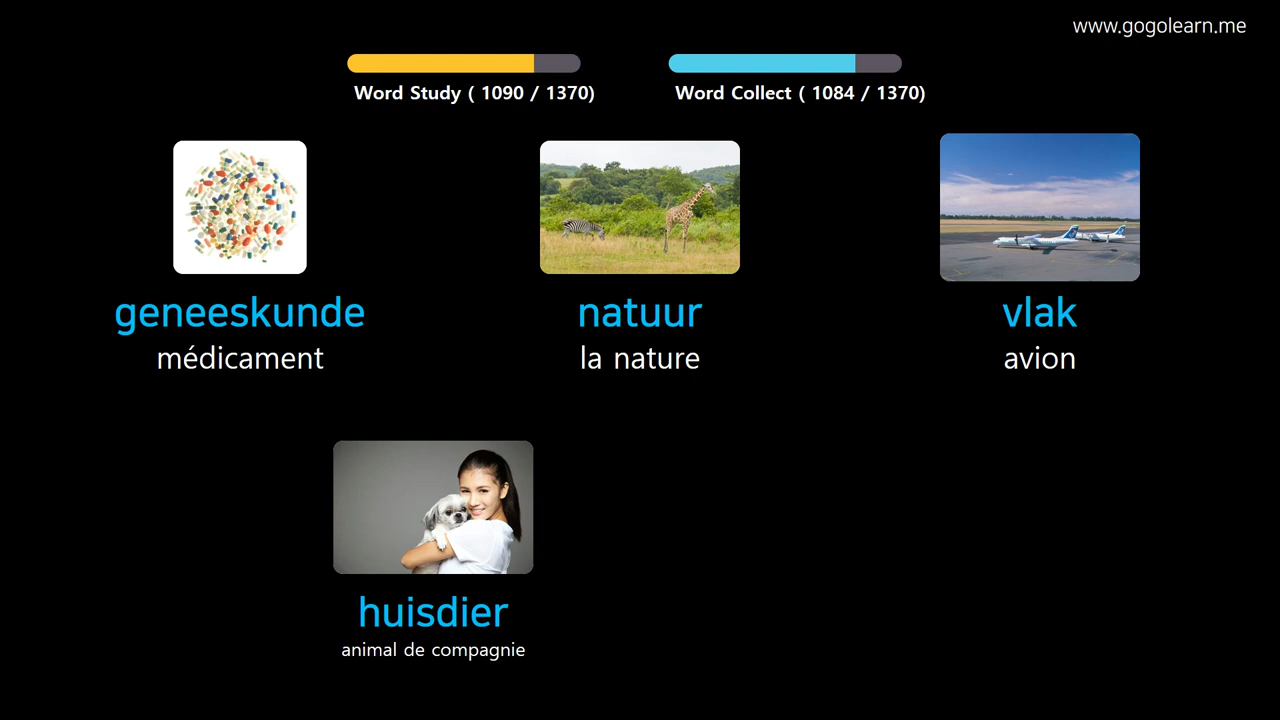 www.gogolearn.me
Word Study ( 1090 / 1370)
Word Collect ( 1084 / 1370)
geneeskunde
médicament
natuur
la nature
vlak
avion
huisdier
animal de compagnie